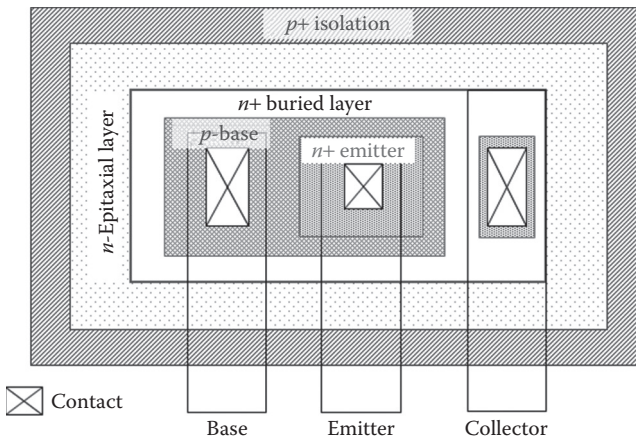 p+ isolation
n+ buried layer
p-base
n+ emitter
n-Epitaxial layer
Contact
Base
Emitter
Collector